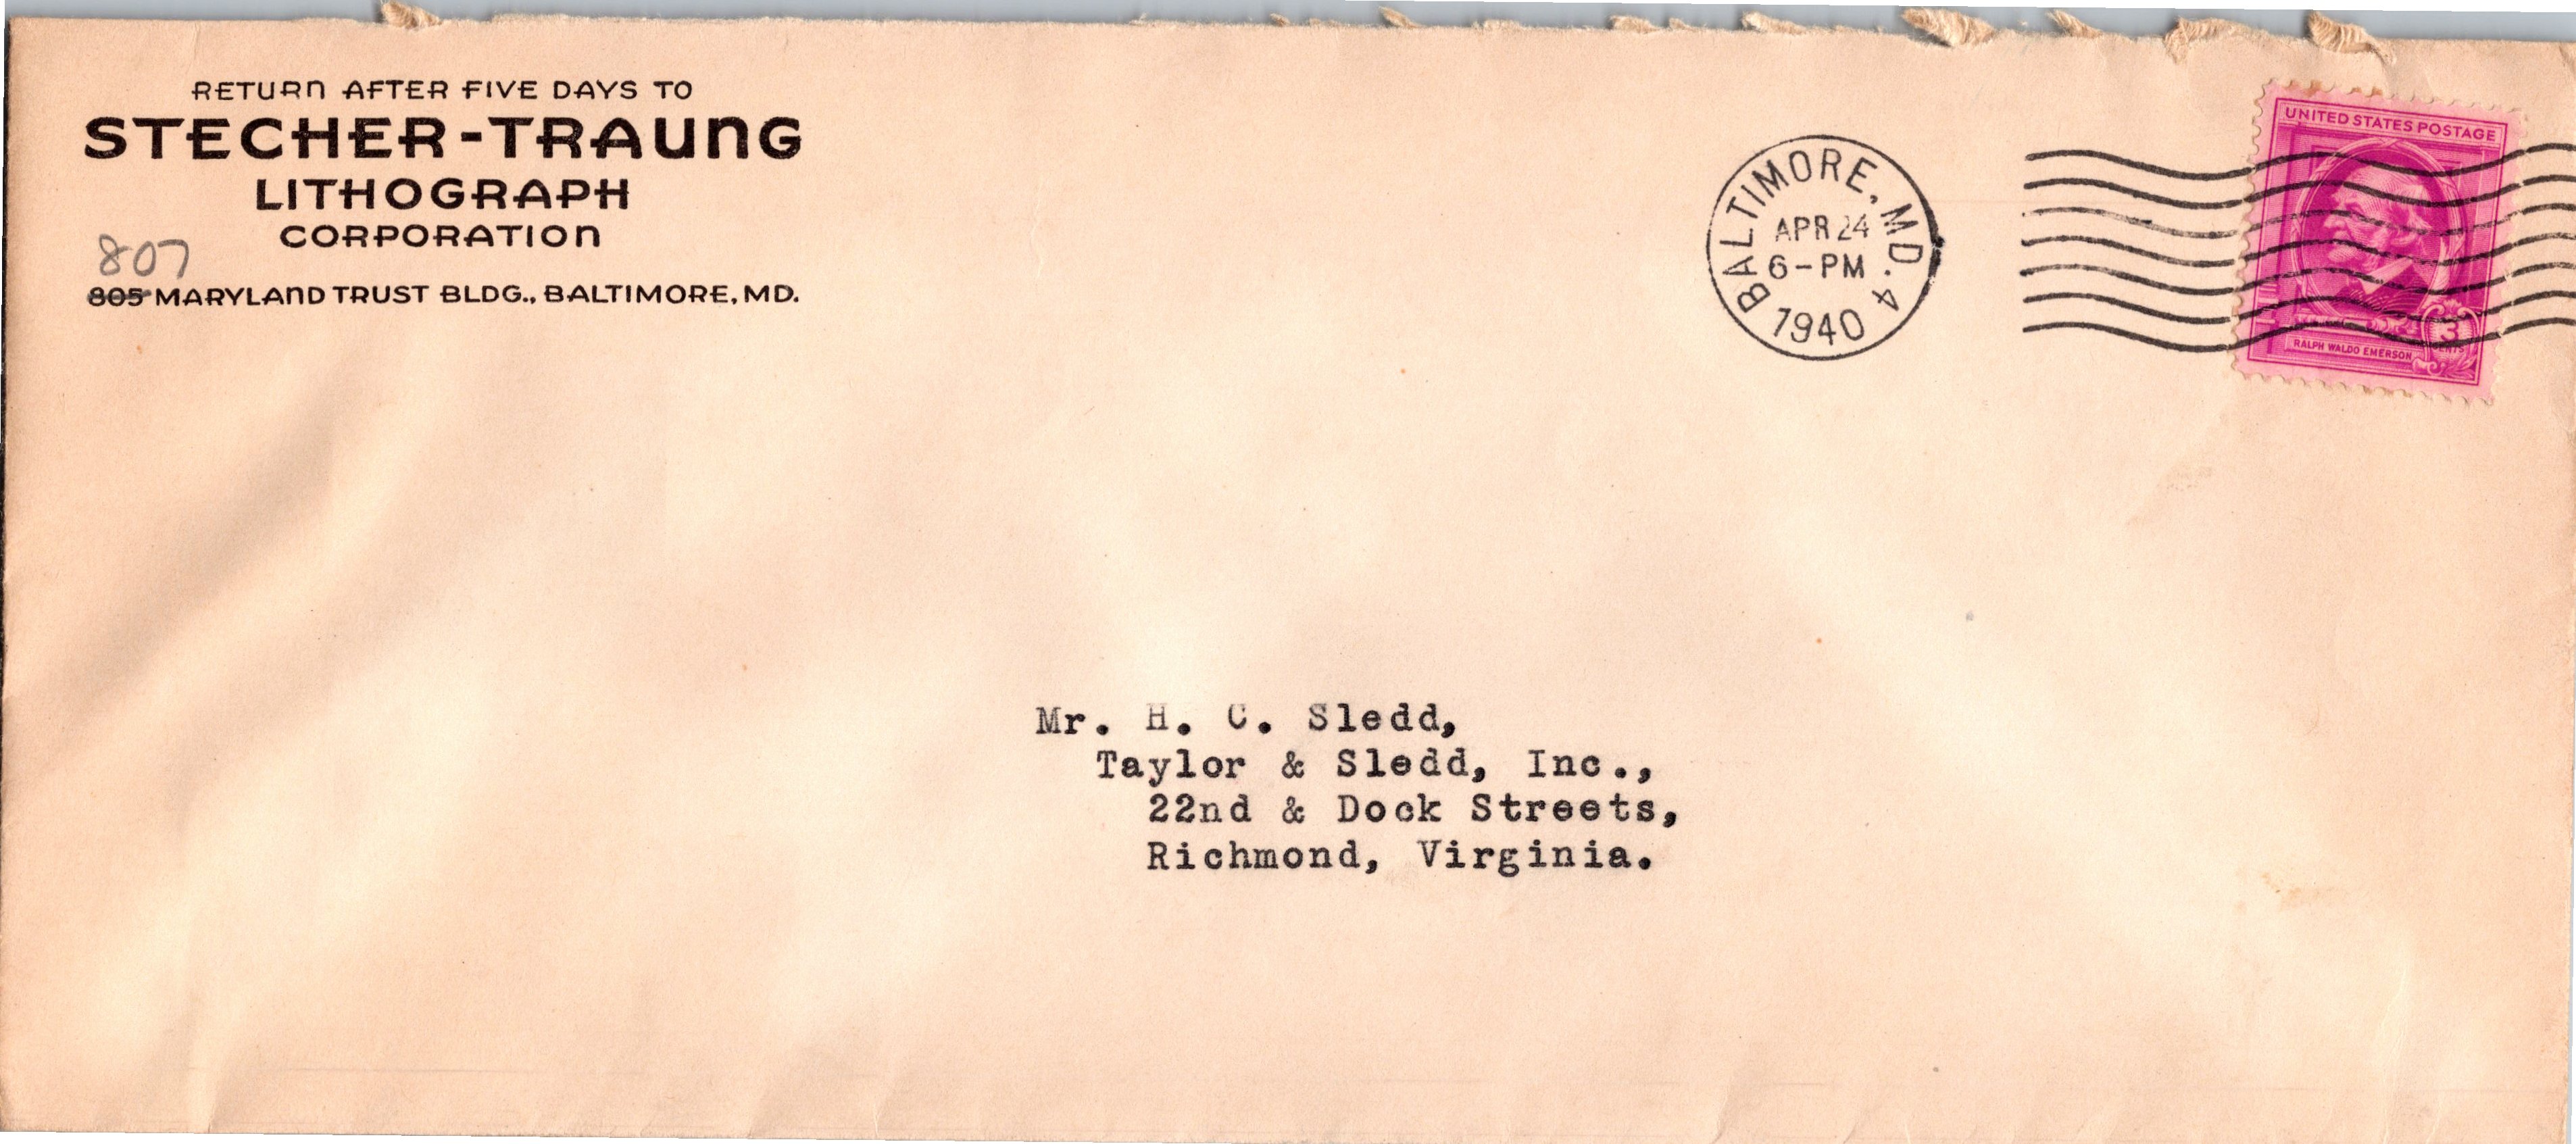 RETURN AFTER FIVE DAYS TO
STECHER-TRAUNG
LITHOGRAPH
CORPORATION
807
805 MARYLAND TRUST BLDG., BALTIMORE, MD.
BALTIMORE, MD. 4
APR 24
6-PM
1940
UNITED STATES POSTAGE
3
CENTS
RALPH WALDO EMERSON
Mr. H. C. Sledd,
Taylor & Sledd, Inc.,
22nd & Dock Streets,
Richmond, Virginia.